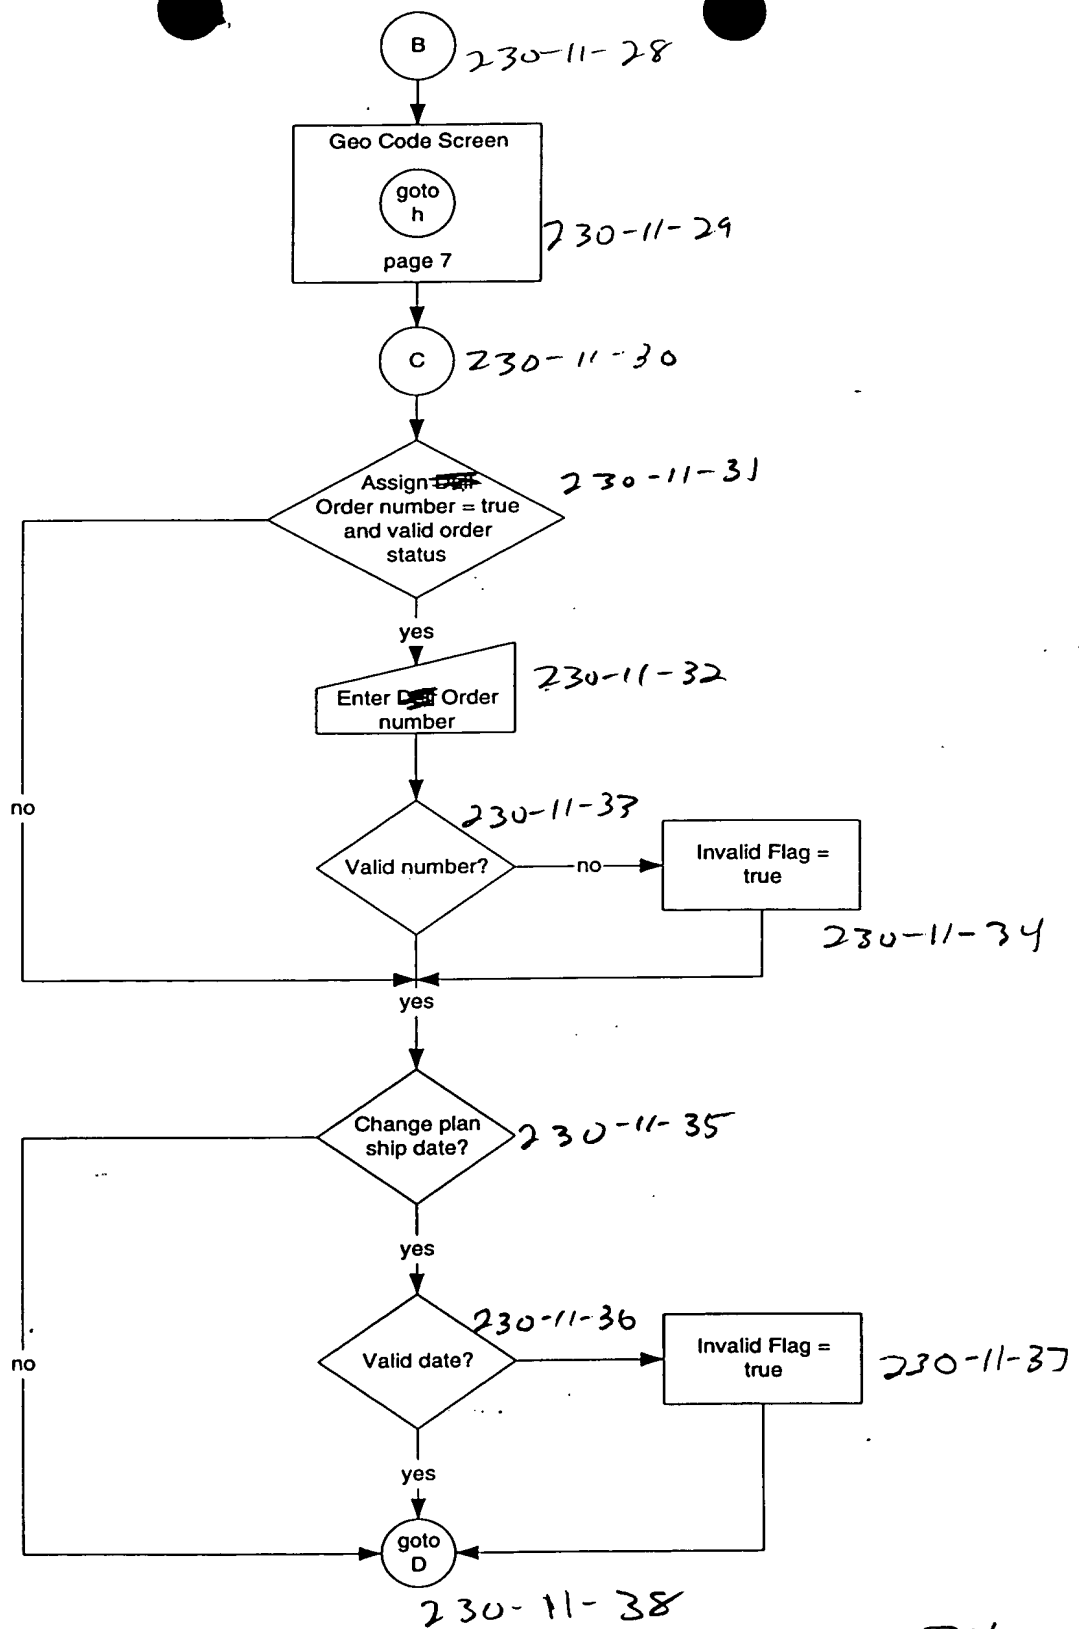 B
230-11-28
Geo Code Screen
goto
h
page 7
230-11-29
C
230-11-30
Assign
Order number = true
and valid order
status
230-11-31
yes
Enter Order
number
230-11-32
no
Valid number?
230-11-33
no
Invalid Flag =
true
230-11-34
yes
Change plan
ship date?
230-11-35
yes
no
Valid date?
230-11-36
Invalid Flag =
true
230-11-37
yes
goto
D
230-11-38